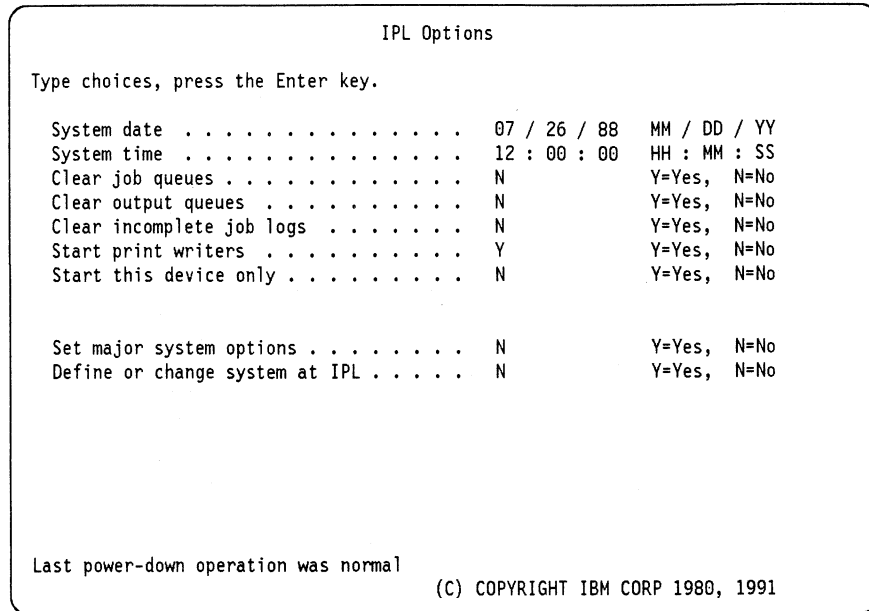 IPL Options
Type choices, press the Enter key.
System date . . . . . . . . . . . . . . 07 / 26 / 88 MM / DD / YY
System time . . . . . . . . . . . . . . 12 : 00 : 00 HH : MM : SS
Clear job queues . . . . . . . . . . . . N Y=Yes, N=No
Clear output queues . . . . . . . . . . N Y=Yes, N=No
Clear incomplete job logs . . . . . . . N Y=Yes, N=No
Start print writers . . . . . . . . . . Y Y=Yes, N=No
Start this device only . . . . . . . . . N Y=Yes, N=No
Set major system options . . . . . . . . N Y=Yes, N=No
Define or change system at IPL . . . . . N Y=Yes, N=No
Last power-down operation was normal
(C) COPYRIGHT IBM CORP 1980, 1991